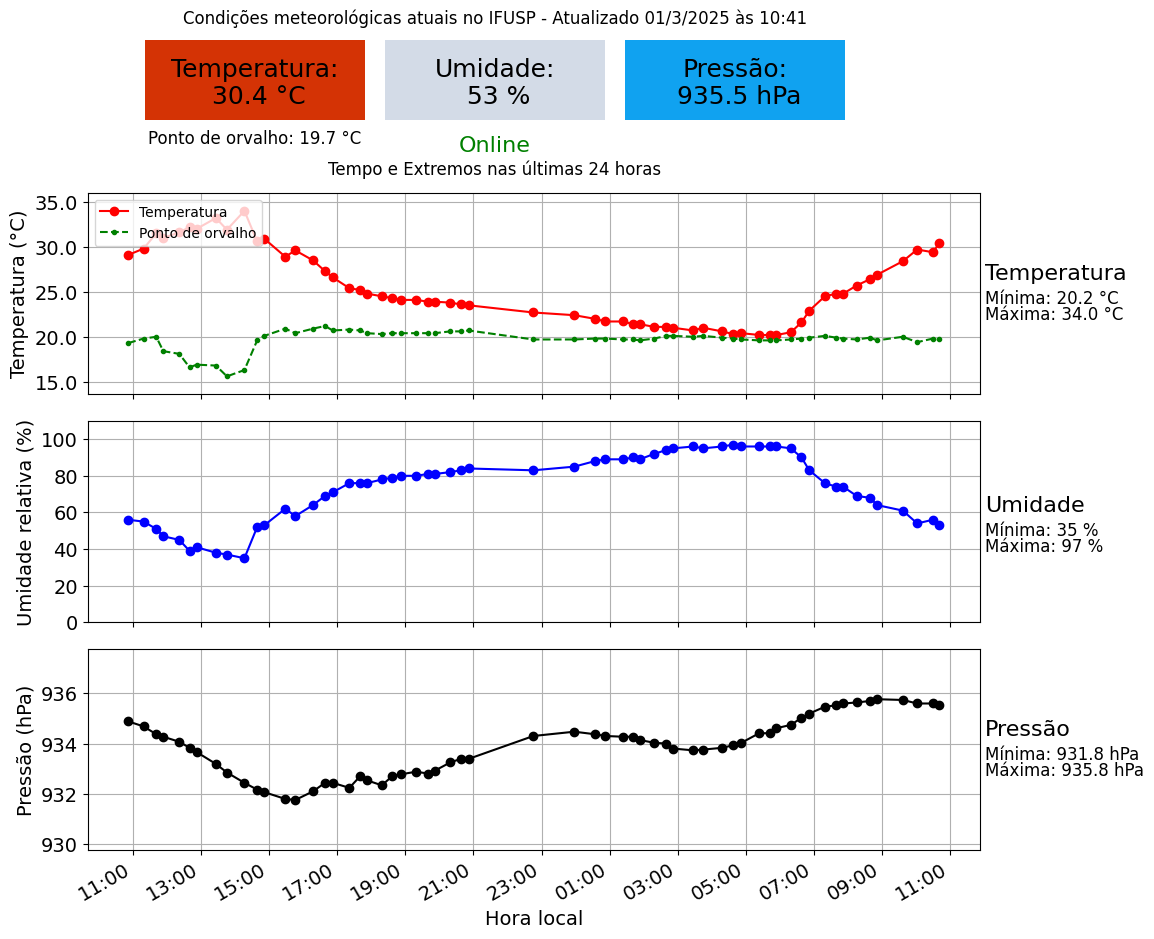 Condições meteorológicas atuais no IFUSP - Atualizado 01/3/2025 às 10:41
Temperatura:
30.4 °C
Umidade:
53 %
Pressão:
935.5 hPa
Ponto de orvalho: 19.7 °C
Online
Tempo e Extremos nas últimas 24 horas
Temperatura (°C)
35.0
30.0
25.0
20.0
15.0
Temperatura
Ponto de orvalho
Temperatura
Mínima: 20.2 °C
Máxima: 34.0 °C
Umidade relativa (%)
100
80
60
40
20
0
Umidade
Mínima: 35 %
Máxima: 97 %
Pressão (hPa)
936
934
932
930
Pressão
Mínima: 931.8 hPa
Máxima: 935.8 hPa
11:00
13:00
15:00
17:00
19:00
21:00
23:00
01:00
03:00
05:00
07:00
09:00
11:00
Hora local